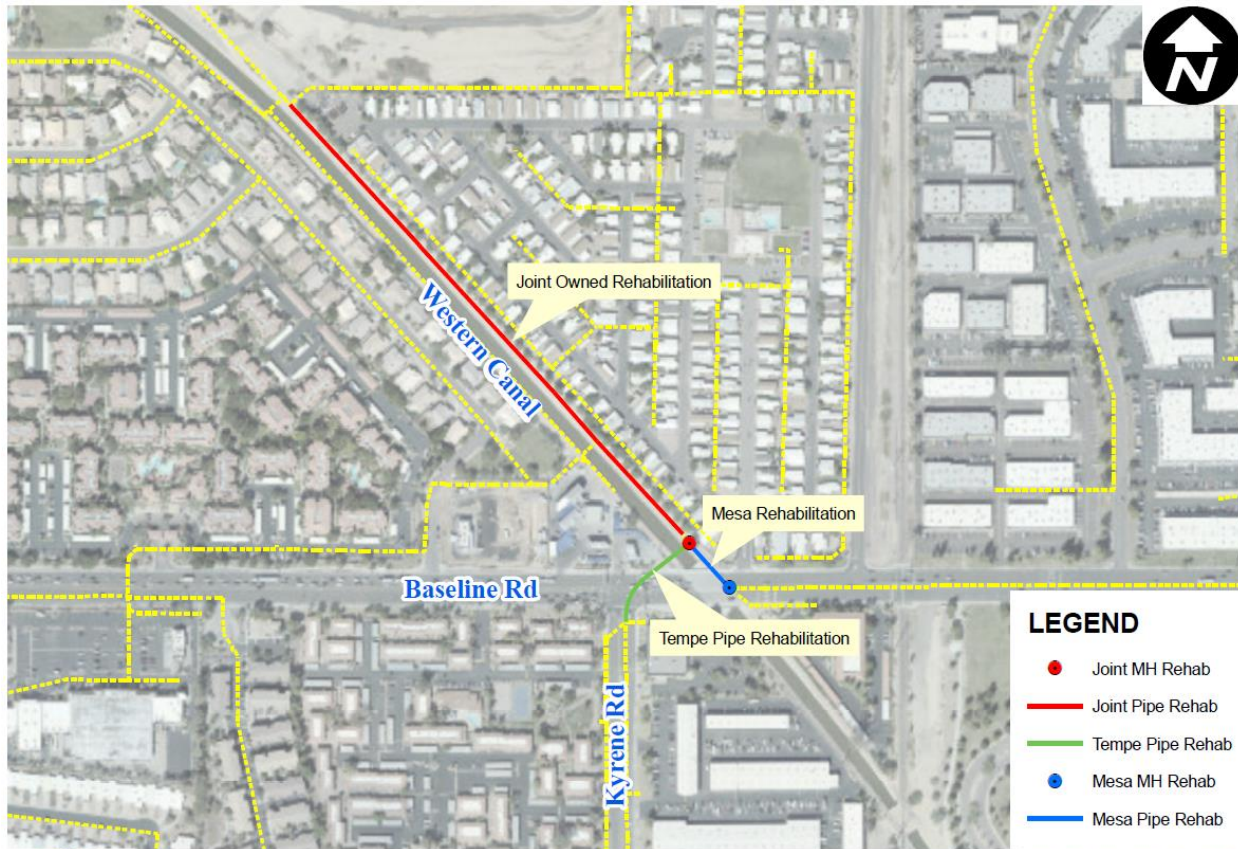 N
Joint Owned Rehabilitation
Western Canal
Mesa Rehabilitation
Baseline Rd
Tempe Pipe Rehabilitation
Kyrene Rd
LEGEND
Joint MH Rehab
Joint Pipe Rehab
Tempe Pipe Rehab
Mesa MH Rehab
Mesa Pipe Rehab